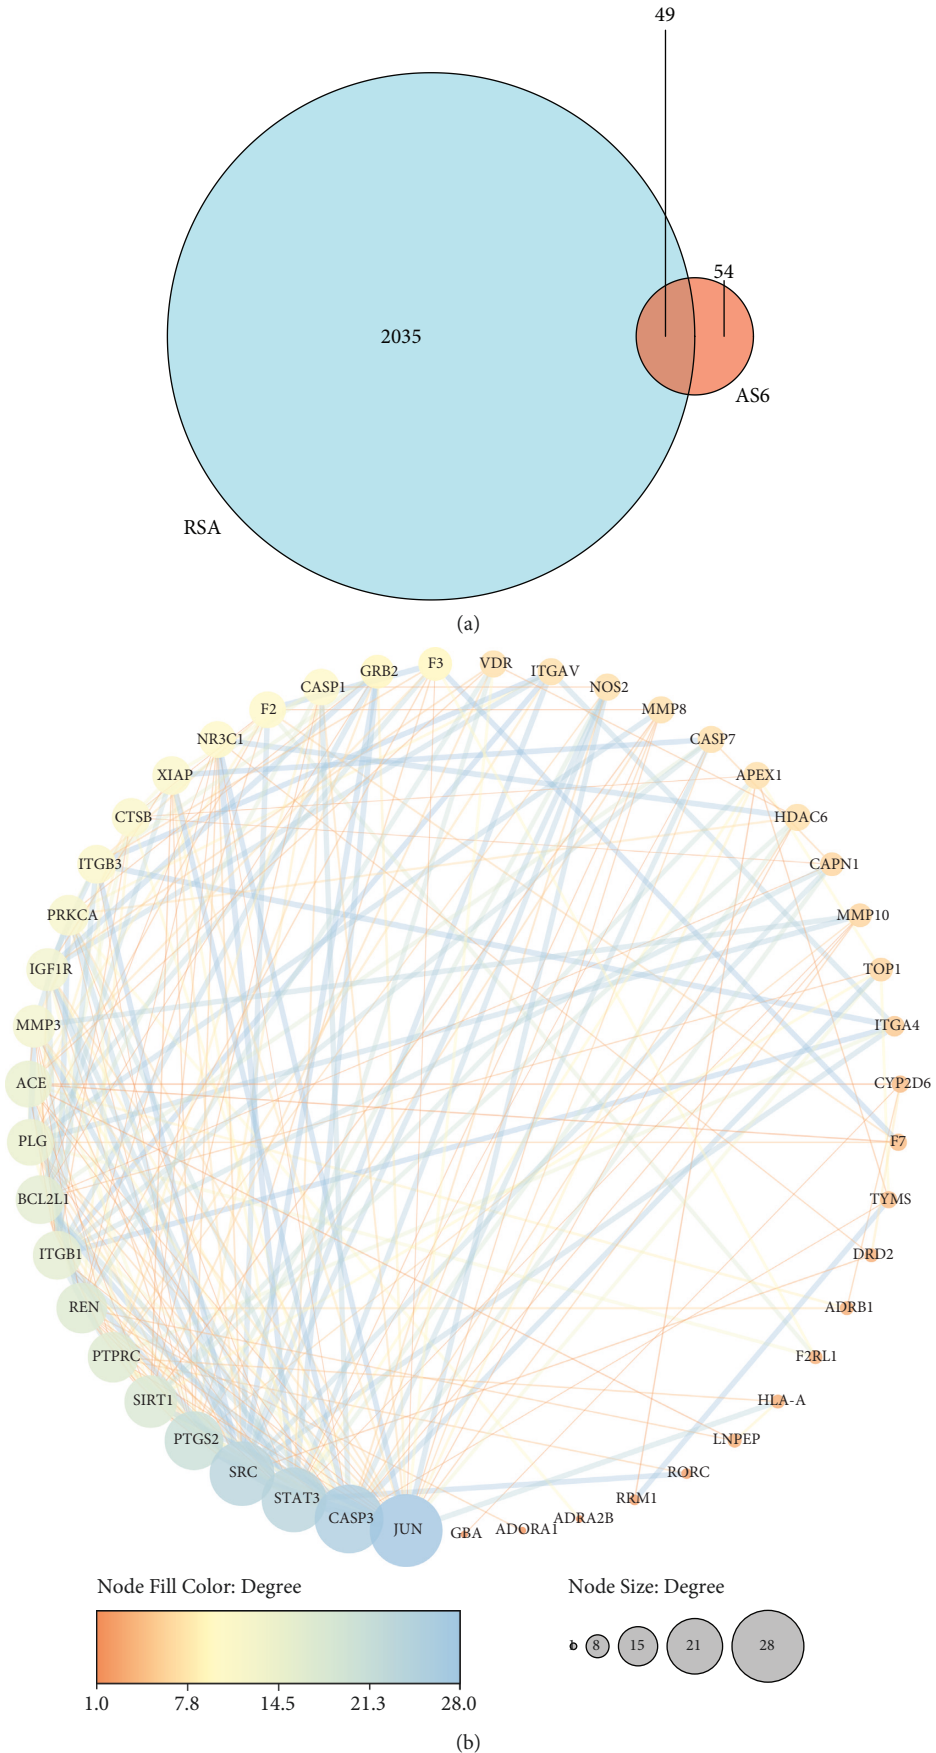 49
54
2035
AS6
RSA
(a)
F3
VDR
GRB2
ITGAV
CASP1
NOS2
F2
MMP8
NR3C1
CASP7
XIAP
APEX1
CTSB
HDAC6
ITGB3
CAPN1
PRKCA
MMP10
IGF1R
TOP1
MMP3
ITGA4
ACE
CYP2D6
PLG
F7
BCL2L1
TYMS
ITGB1
DRD2
REN
ADRB1
PTPRC
F2RL1
SIRT1
HLA-A
PTGS2
LNPEP
SRC
RORC
STAT3
RRM1
CASP3
ADRA2B
JUN
GBA
ADORA1
Node Fill Color: Degree
Node Size: Degree
1 8 15 21 28
1.0 7.8 14.5 21.3 28.0
(b)